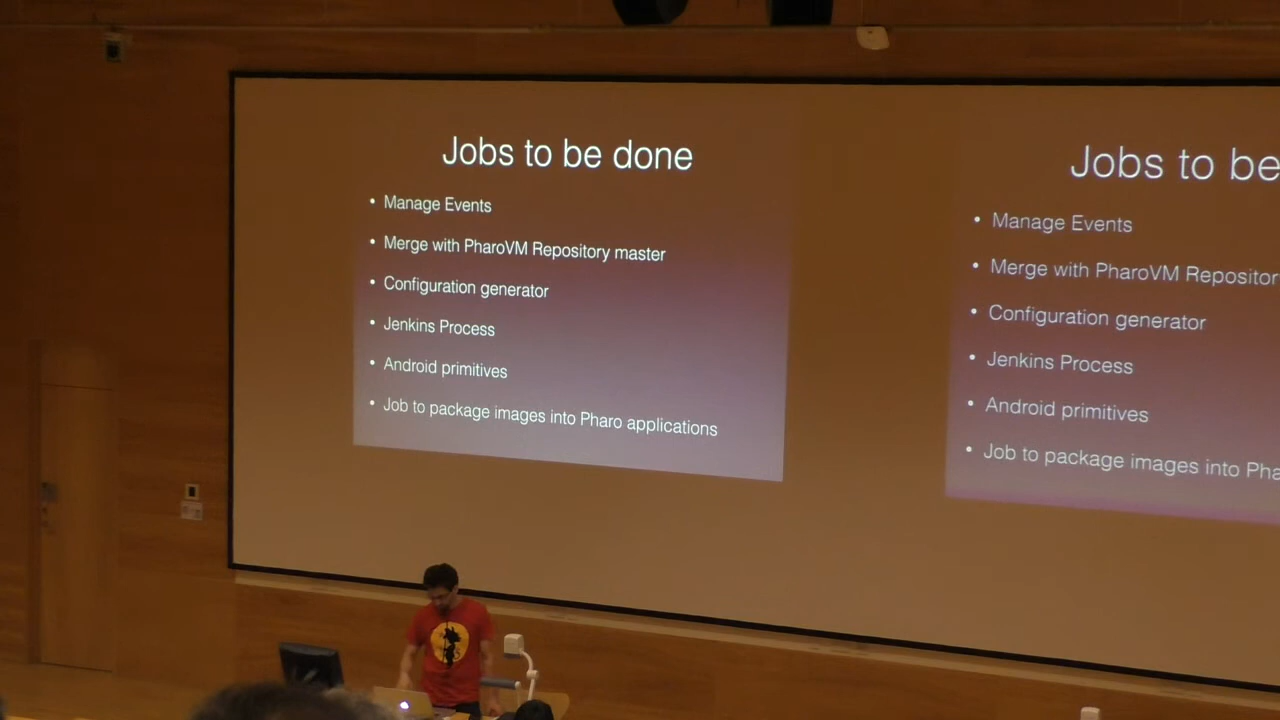 Jobs to be done
• Manage Events
• Merge with PharoVM Repository master
• Configuration generator
• Jenkins Process
• Android primitives
• Job to package images into Pharo applications
Jobs to be
• Manage Events
• Merge with PharoVM Repositor
• Configuration generator
• Jenkins Process
• Android primitives
• Job to package images into Pha